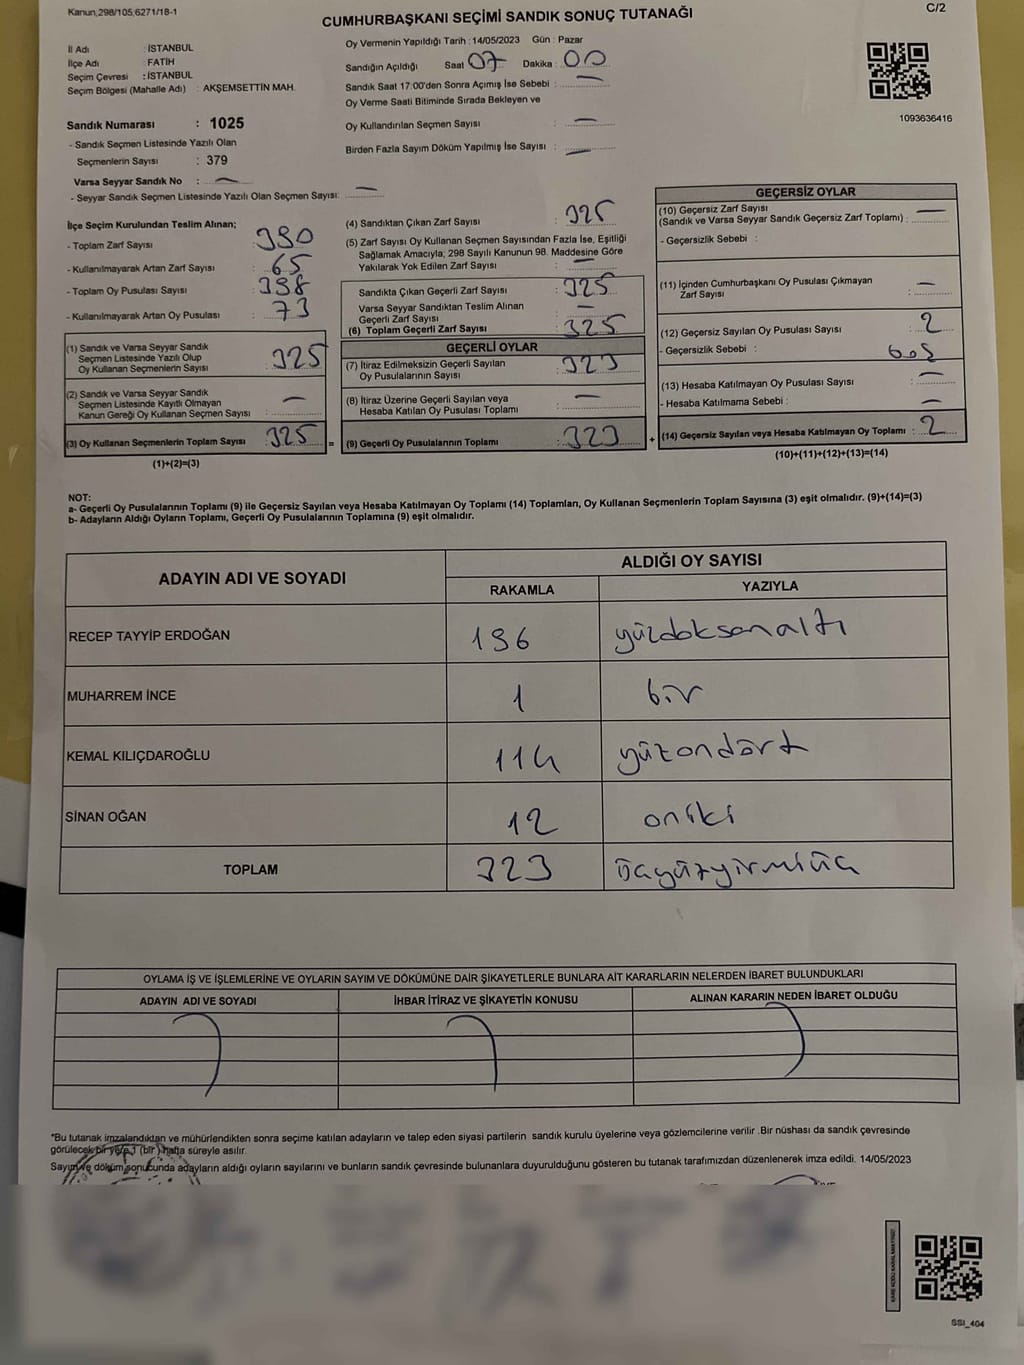 Kanun,298/105,6271/18-1
C/2
CUMHURBAŞKANI SEÇİMİ SANDIK SONUÇ TUTANAĞI
İl Adı : İSTANBUL
İlçe Adı : FATİH
Seçim Çevresi : İSTANBUL
Seçim Bölgesi (Mahalle Adı) : AKŞEMSETTİN MAH.
Sandık Numarası : 1025
- Sandık Seçmen Listesinde Yazılı Olan
Seçmenlerin Sayısı : 379
Varsa Seyyar Sandık No : —
- Seyyar Sandık Seçmen Listesinde Yazılı Olan Seçmen Sayısı: —
Oy Vermenin Yapıldığı Tarih : 14/05/2023 Gün : Pazar
Sandığın Açıldığı Saat 07 Dakika : 00
Sandık Saat 17:00'den Sonra Açımış İse Sebebi : —
Oy Verme Saati Bitiminde Sırada Bekleyen ve
Oy Kullandırılan Seçmen Sayısı : —
Birden Fazla Sayım Döküm Yapılmış İse Sayısı : —
1093636416
İlçe Seçim Kurulundan Teslim Alınan;
- Toplam Zarf Sayısı : 390
- Kullanılmayarak Artan Zarf Sayısı : 65
- Toplam Oy Pusulası Sayısı : 398
- Kullanılmayarak Artan Oy Pusulası : 73
(1) Sandık ve Varsa Seyyar Sandık
Seçmen Listesinde Yazılı Olup
Oy Kullanan Seçmenlerin Sayısı : 325
(2) Sandık ve Varsa Seyyar Sandık
Seçmen Listesinde Kayıtlı Olmayan
Kanun Gereği Oy Kullanan Seçmen Sayısı : —
(3) Oy Kullanan Seçmenlerin Toplam Sayısı : 325 =
(1)+(2)=(3)
(4) Sandıktan Çıkan Zarf Sayısı : 325
(5) Zarf Sayısı Oy Kullanan Seçmen Sayısından Fazla İse, Eşitliği
Sağlamak Amacıyla; 298 Sayılı Kanunun 98. Maddesine Göre
Yakılarak Yok Edilen Zarf Sayısı : —
Sandıkta Çıkan Geçerli Zarf Sayısı : 325
Varsa Seyyar Sandıktan Teslim Alınan
Geçerli Zarf Sayısı : —
(6) Toplam Geçerli Zarf Sayısı : 325
GEÇERLİ OYLAR
(7) İtiraz Edilmeksizin Geçerli Sayılan
Oy Pusulalarının Sayısı : 323
(8) İtiraz Üzerine Geçerli Sayılan veya
Hesaba Katılan Oy Pusulası Toplamı : —
(9) Geçerli Oy Pusulalarının Toplamı : 323 +
GEÇERSİZ OYLAR
(10) Geçersiz Zarf Sayısı
(Sandık ve Varsa Seyyar Sandık Geçersiz Zarf Toplamı) : —
- Geçersizlik Sebebi :
(11) İçinden Cumhurbaşkanı Oy Pusulası Çıkmayan
Zarf Sayısı : —
(12) Geçersiz Sayılan Oy Pusulası Sayısı : 2
- Geçersizlik Sebebi : boş
(13) Hesaba Katılmayan Oy Pusulası Sayısı : —
- Hesaba Katılmama Sebebi : —
(14) Geçersiz Sayılan veya Hesaba Katılmayan Oy Toplamı : 2
(10)+(11)+(12)+(13)=(14)
NOT:
a- Geçerli Oy Pusulalarının Toplamı (9) ile Geçersiz Sayılan veya Hesaba Katılmayan Oy Toplamı (14) Toplamları, Oy Kullanan Seçmenlerin Toplam Sayısına (3) eşit olmalıdır. (9)+(14)=(3)
b- Adayların Aldığı Oyların Toplamı, Geçerli Oy Pusulalarının Toplamına (9) eşit olmalıdır.
ADAYIN ADI VE SOYADI
ALDIĞI OY SAYISI
RAKAMLA YAZIYLA
RECEP TAYYİP ERDOĞAN 196 yüzdoksanaltı
MUHARREM İNCE 1 bir
KEMAL KILIÇDAROĞLU 114 yüzondört
SİNAN OĞAN 12 oniki
TOPLAM 323 üçyüzyirmiüç
OYLAMA İŞ VE İŞLEMLERİNE VE OYLARIN SAYIM VE DÖKÜMÜNE DAİR ŞİKAYETLERLE BUNLARA AİT KARARLARIN NELERDEN İBARET BULUNDUKLARI
ADAYIN ADI VE SOYADI İHBAR İTİRAZ VE ŞİKAYETİN KONUSU ALINAN KARARIN NEDEN İBARET OLDUĞU
*Bu tutanak imzalandıktan ve mühürlendikten sonra seçime katılan adayların ve talep eden siyasi partilerin sandık kurulu üyelerine veya gözlemcilerine verilir .Bir nüshası da sandık çevresinde
görülecek bir yere 1 (bir ) hafta süreyle asılır.
Sayım ve döküm sonucunda adayların aldığı oyların sayılarını ve bunların sandık çevresinde bulunanlara duyurulduğunu gösteren bu tutanak tarafımızdan düzenlenerek imza edildi. 14/05/2023
SSI_404